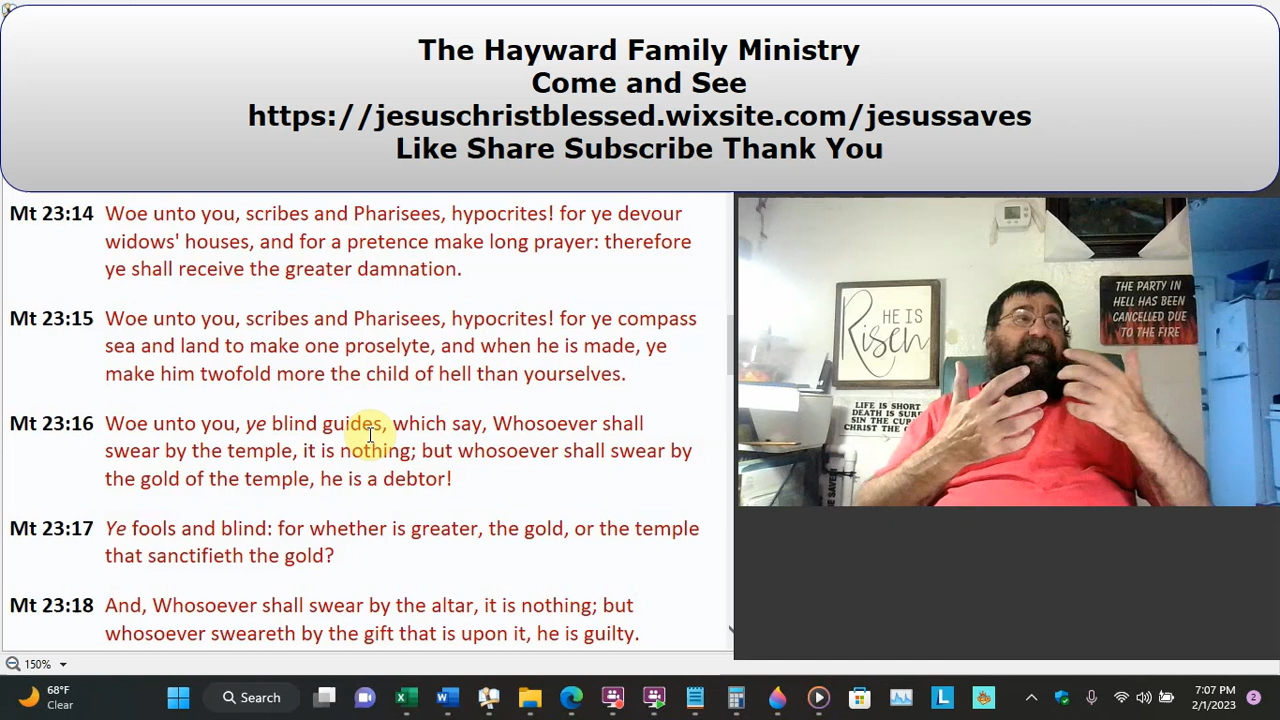 The Hayward Family Ministry
Come and See
https://jesuschristblessed.wixsite.com/jesussaves
Like Share Subscribe Thank You
Mt 23:14 Woe unto you, scribes and Pharisees, hypocrites! for ye devour
widows' houses, and for a pretence make long prayer: therefore
ye shall receive the greater damnation.
Mt 23:15 Woe unto you, scribes and Pharisees, hypocrites! for ye compass
sea and land to make one proselyte, and when he is made, ye
make him twofold more the child of hell than yourselves.
Mt 23:16 Woe unto you, ye blind guides, which say, Whosoever shall
swear by the temple, it is nothing; but whosoever shall swear by
the gold of the temple, he is a debtor!
Mt 23:17 Ye fools and blind: for whether is greater, the gold, or the temple
that sanctifieth the gold?
Mt 23:18 And, Whosoever shall swear by the altar, it is nothing; but
whosoever sweareth by the gift that is upon it, he is guilty.
HE IS
Risen
THE PARTY IN
HELL HAS BEEN
CANCELLED DUE
TO THE FIRE
LIFE IS SHORT
DEATH IS SURE
SIN THE CU
CHRIST THE C
150%
68°F
Clear
Search
7:07 PM
2/1/2023
2